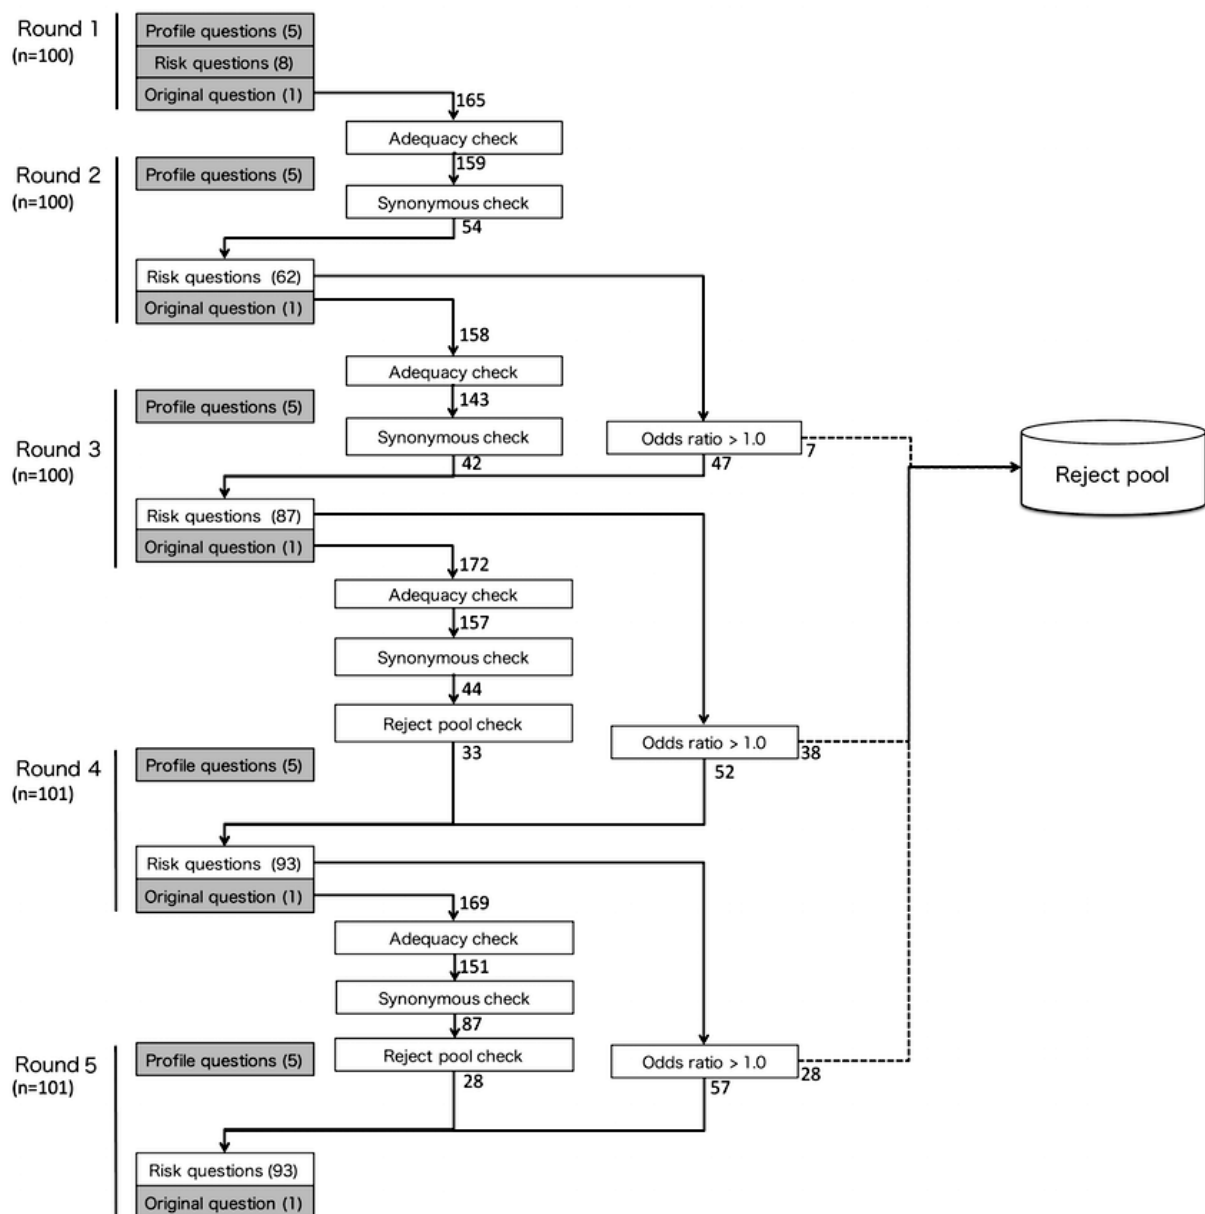 Round 1
(n=100)
Profile questions (5)
Risk questions (8)
Original question (1)
165
Adequacy check
159
Round 2
(n=100)
Profile questions (5)
Synonymous check
54
Risk questions (62)
Original question (1)
158
Adequacy check
143
Round 3
(n=100)
Profile questions (5)
Synonymous check
42
Odds ratio > 1.0
7
47
Reject pool
Risk questions (87)
Original question (1)
172
Adequacy check
157
Synonymous check
44
Reject pool check
33
Odds ratio > 1.0
38
52
Round 4
(n=101)
Profile questions (5)
Risk questions (93)
Original question (1)
169
Adequacy check
151
Synonymous check
87
Round 5
(n=101)
Profile questions (5)
Reject pool check
28
Odds ratio > 1.0
28
57
Risk questions (93)
Original question (1)